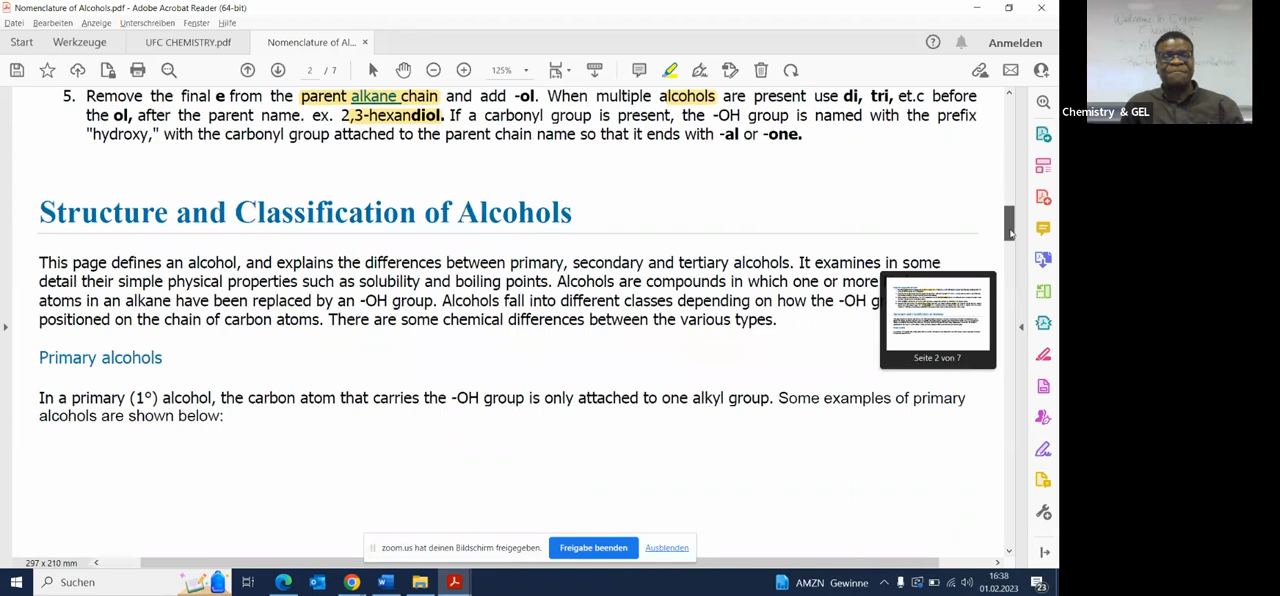 Nomenclature of Alcohols.pdf - Adobe Acrobat Reader (64-bit)
Datei Bearbeiten Anzeige Unterschreiben Fenster Hilfe
Start Werkzeuge UFC CHEMISTRY.pdf Nomenclature of Al... × Anmelden
2 / 7 125%
5. Remove the final e from the parent alkane chain and add -ol. When multiple alcohols are present use di, tri, et.c before
the ol, after the parent name. ex. 2,3-hexandiol. If a carbonyl group is present, the -OH group is named with the prefix
"hydroxy," with the carbonyl group attached to the parent chain name so that it ends with -al or -one.
Structure and Classification of Alcohols
This page defines an alcohol, and explains the differences between primary, secondary and tertiary alcohols. It examines in some
detail their simple physical properties such as solubility and boiling points. Alcohols are compounds in which one or more
atoms in an alkane have been replaced by an -OH group. Alcohols fall into different classes depending on how the -OH g
positioned on the chain of carbon atoms. There are some chemical differences between the various types.
Seite 2 von 7
Primary alcohols
In a primary (1°) alcohol, the carbon atom that carries the -OH group is only attached to one alkyl group. Some examples of primary
alcohols are shown below:
zoom.us hat deinen Bildschirm freigegeben. Freigabe beenden Ausblenden
297 x 210 mm
Suchen
AMZN Gewinne
16:38
01.02.2023
23
Welcome to Organic
Chemistry & GEL